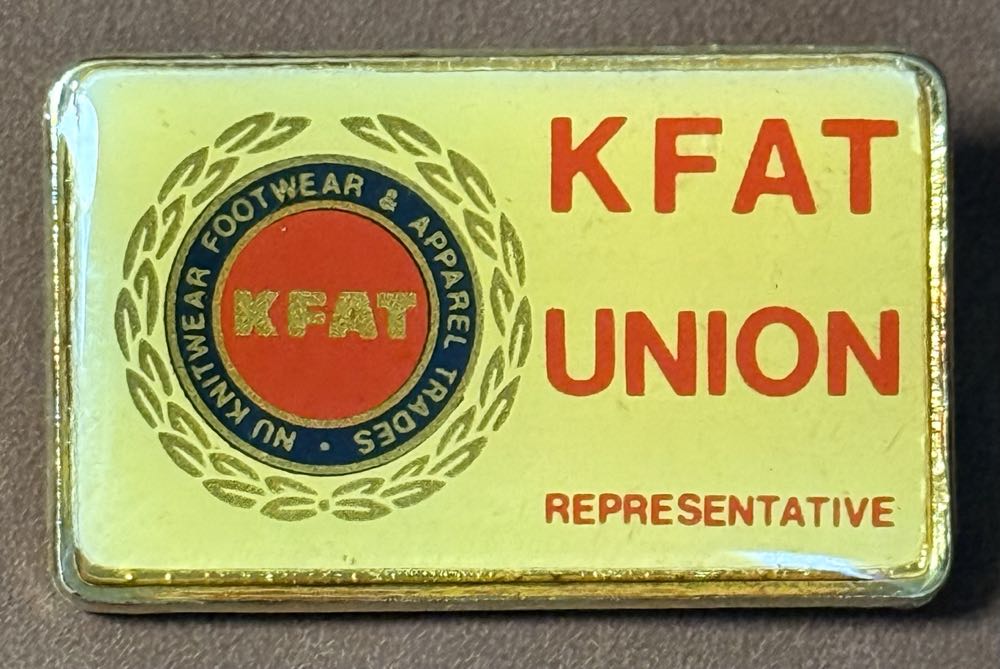 NU KNITWEAR FOOTWEAR & APPAREL TRADES •
KFAT
KFAT
UNION
REPRESENTATIVE